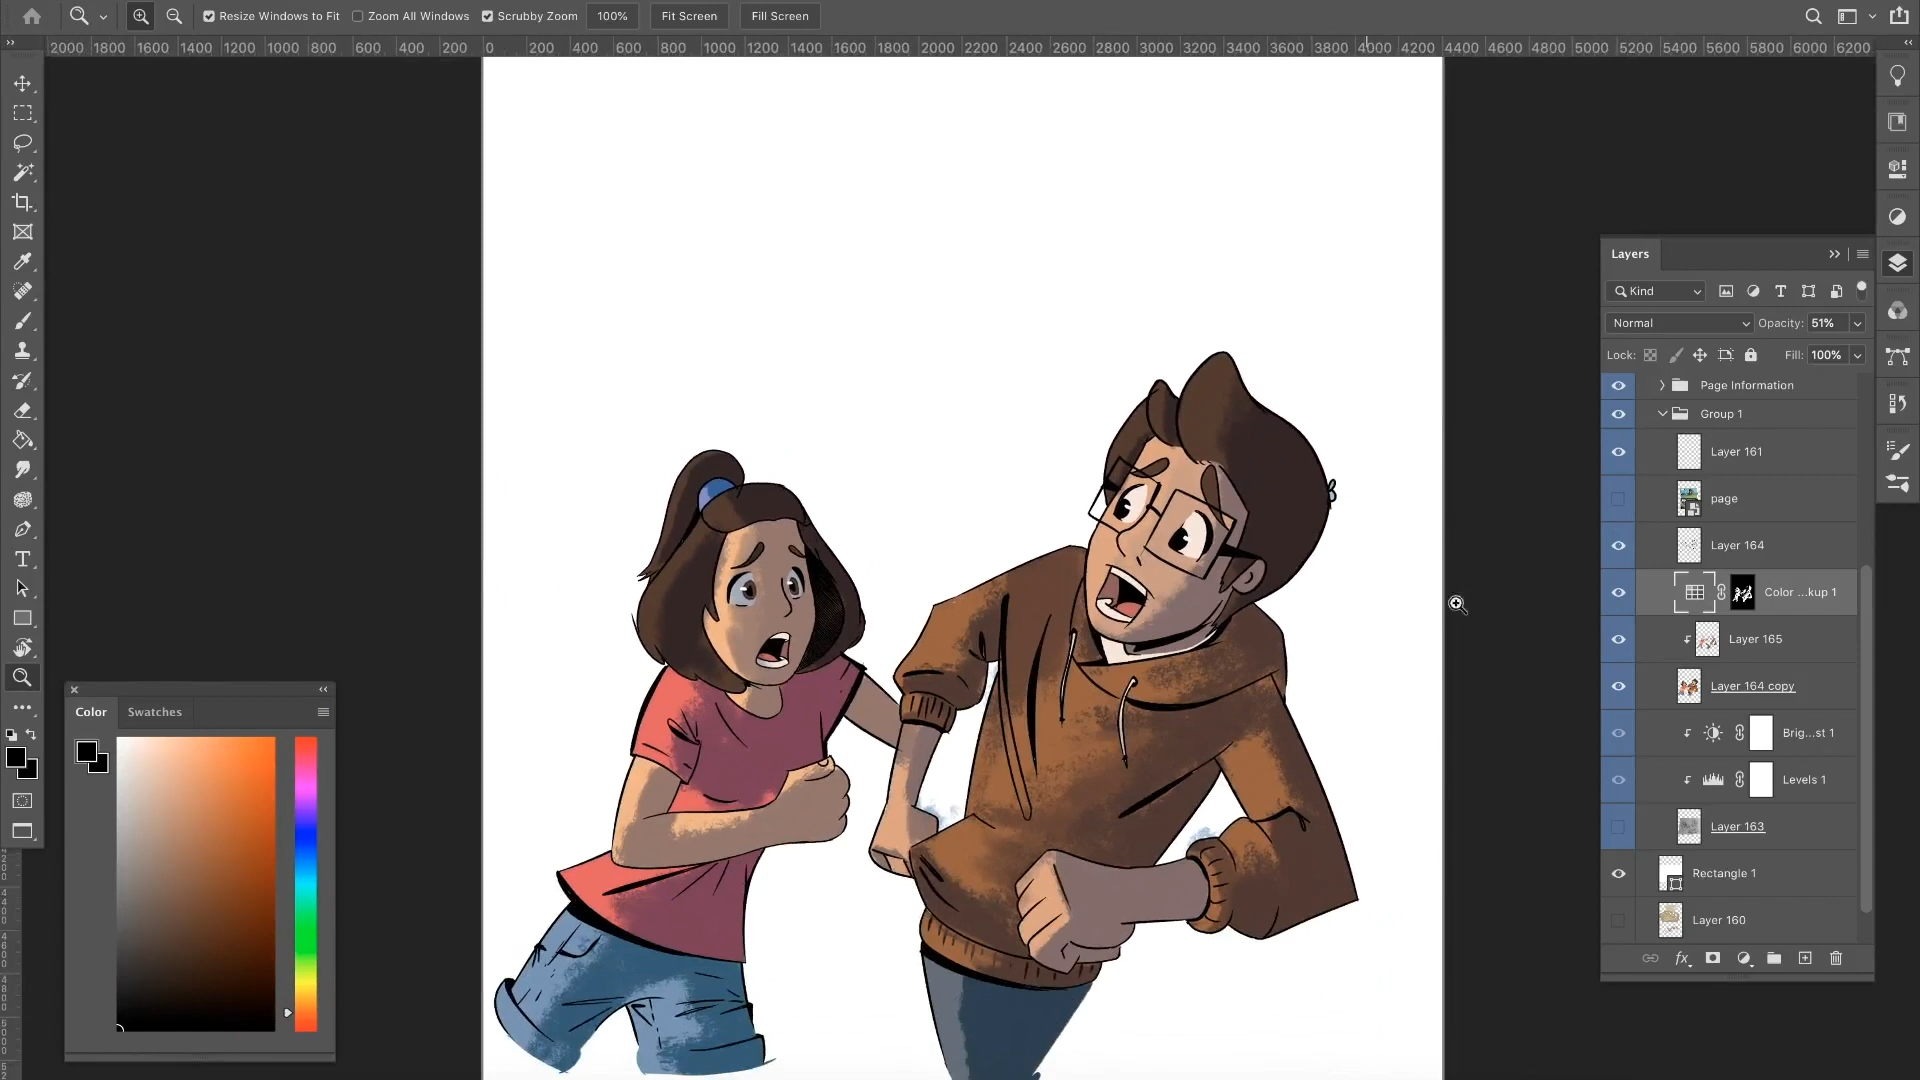 Resize Windows to Fit Zoom All Windows Scrubby Zoom 100% Fit Screen Fill Screen
2000 1800 1600 1400 1200 1000 800 600 400 200 0 200 400 600 800 1000 1200 1400 1600 1800 2000 2200 2400 2600 2800 3000 3200 3400 3600 3800 4000 4200 4400 4600 4800 5000 5200 5400 5600 5800 6000 6200
Layers
Kind
Normal Opacity: 51%
Lock: Fill: 100%
Page Information
Group 1
Layer 161
page
Layer 164
Color ...kup 1
Layer 165
Layer 164 copy
Brig...st 1
Levels 1
Layer 163
Rectangle 1
Layer 160
fx
Color Swatches